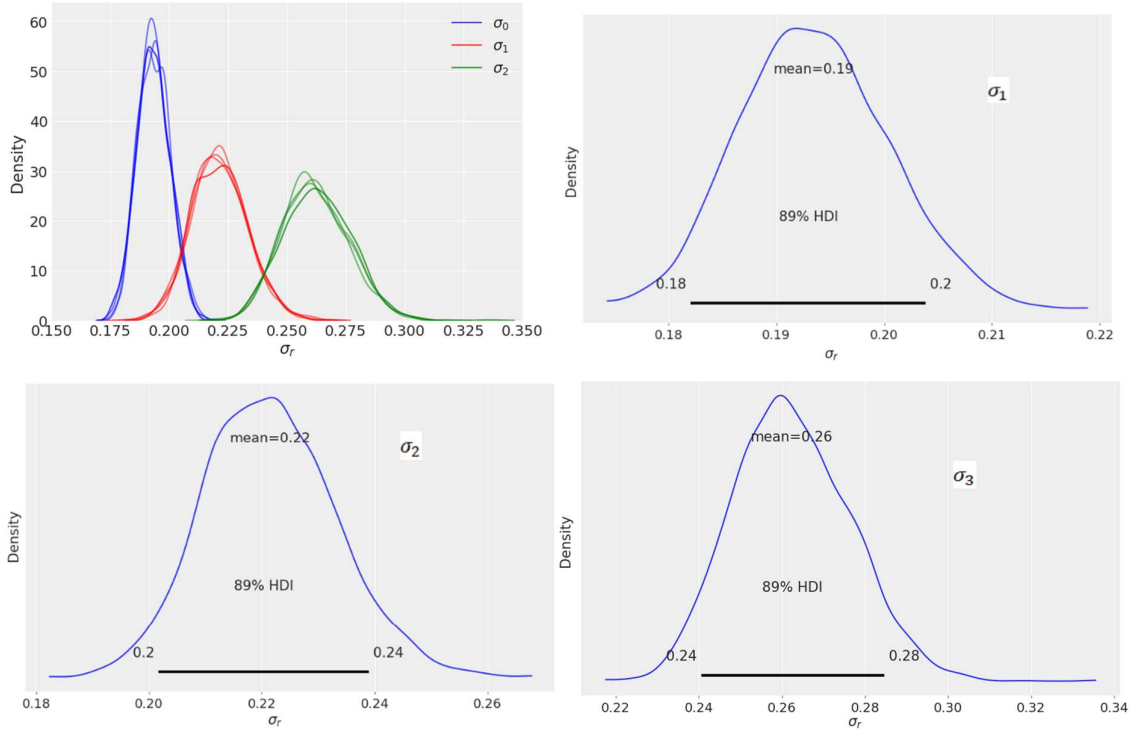 60
50
40
30
20
10
0
Density
0.150 0.175 0.200 0.225 0.250 0.275 0.300 0.325 0.350
σr
σ0
σ1
σ2
Density
mean=0.19
σ1
89% HDI
0.18
0.2
0.18 0.19 0.20 0.21 0.22
σr
Density
mean=0.22
σ2
89% HDI
0.2
0.24
0.18 0.20 0.22 0.24 0.26
σr
Density
mean=0.26
σ3
89% HDI
0.24
0.28
0.22 0.24 0.26 0.28 0.30 0.32 0.34
σr